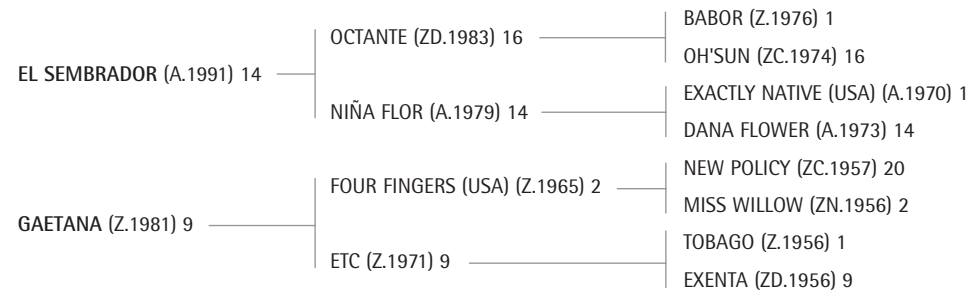 EL SEMBRADOR (A.1991) 14
OCTANTE (ZD.1983) 16
BABOR (Z.1976) 1
OH'SUN (ZC.1974) 16
NIÑA FLOR (A.1979) 14
EXACTLY NATIVE (USA) (A.1970) 1
DANA FLOWER (A.1973) 14
GAETANA (Z.1981) 9
FOUR FINGERS (USA) (Z.1965) 2
NEW POLICY (ZC.1957) 20
MISS WILLOW (ZN.1956) 2
ETC (Z.1971) 9
TOBAGO (Z.1956) 1
EXENTA (ZD.1956) 9